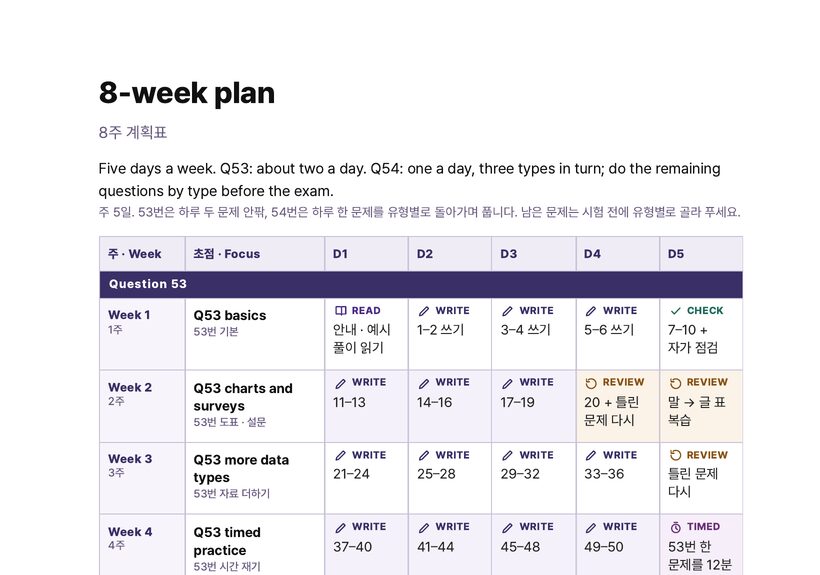 8-week plan
8주 계획표
Five days a week. Q53: about two a day. Q54: one a day, three types in turn; do the remaining
questions by type before the exam.
주 5일. 53번은 하루 두 문제 안팎, 54번은 하루 한 문제를 유형별로 돌아가며 풉니다. 남은 문제는 시험 전에 유형별로 골라 푸세요.
주 · Week 초점 · Focus D1 D2 D3 D4 D5
Question 53
Week 1
1주
Q53 basics
53번 기본
READ
안내 · 예시
풀이 읽기
WRITE
1–2 쓰기
WRITE
3–4 쓰기
WRITE
5–6 쓰기
CHECK
7–10 +
자가 점검
Week 2
2주
Q53 charts and
surveys
53번 도표 · 설문
WRITE
11–13
WRITE
14–16
WRITE
17–19
REVIEW
20 + 틀린
문제 다시
REVIEW
말 → 글 표
복습
Week 3
3주
Q53 more data
types
53번 자료 더하기
WRITE
21–24
WRITE
25–28
WRITE
29–32
WRITE
33–36
REVIEW
틀린 문제
다시
Week 4
4주
Q53 timed
practice
53번 시간 재기
WRITE
37–40
WRITE
41–44
WRITE
45–48
WRITE
49–50
TIMED
53번 한
문제를 12분